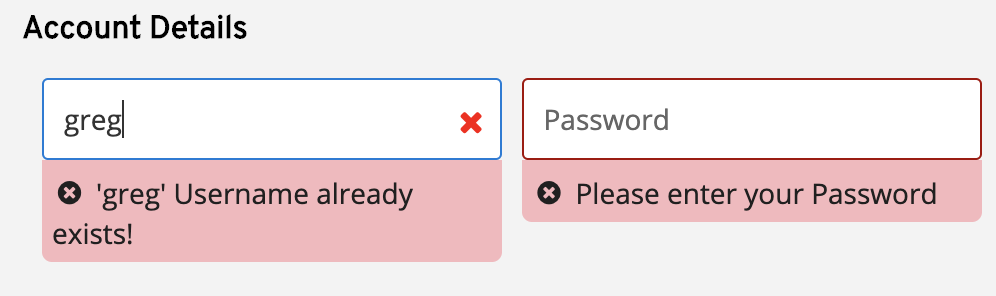 Account Details
greg
Password
'greg' Username already
exists!
Please enter your Password